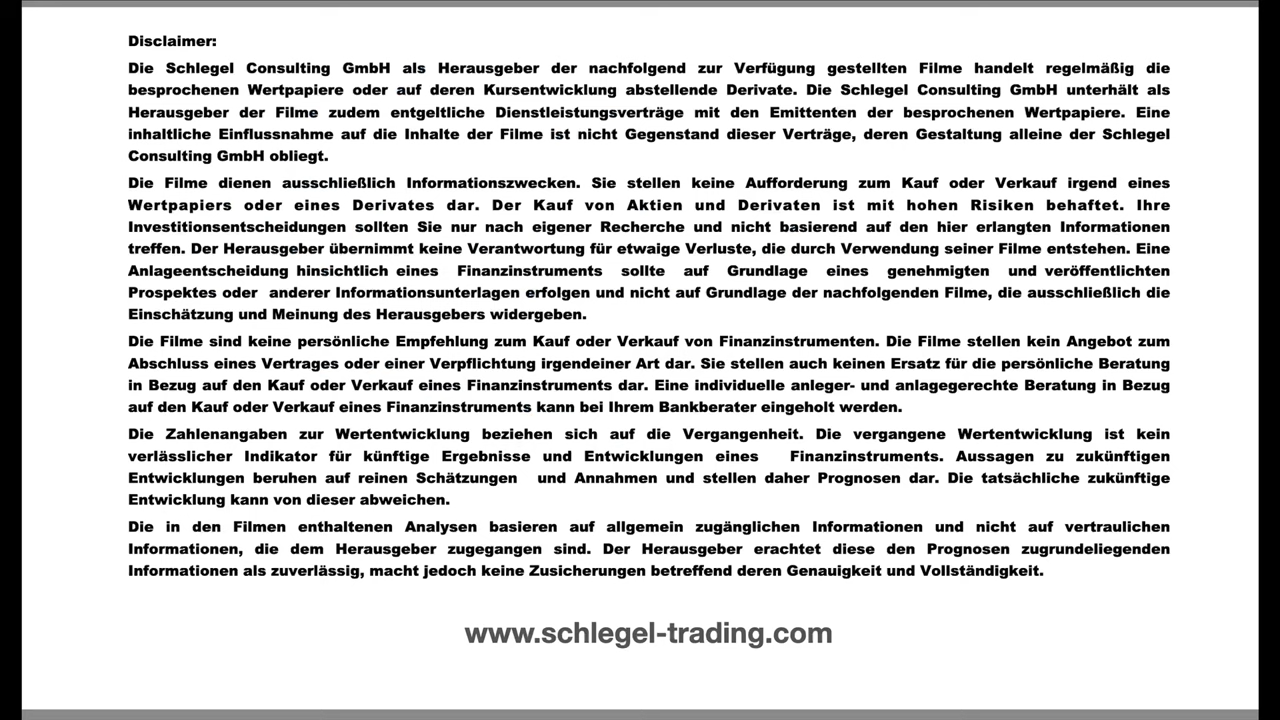 Disclaimer:
Die Schlegel Consulting GmbH als Herausgeber der nachfolgend zur Verfügung gestellten Filme handelt regelmäßig die
besprochenen Wertpapiere oder auf deren Kursentwicklung abstellende Derivate. Die Schlegel Consulting GmbH unterhält als
Herausgeber der Filme zudem entgeltliche Dienstleistungsverträge mit den Emittenten der besprochenen Wertpapiere. Eine
inhaltliche Einflussnahme auf die Inhalte der Filme ist nicht Gegenstand dieser Verträge, deren Gestaltung alleine der Schlegel
Consulting GmbH obliegt.
Die Filme dienen ausschließlich Informationszwecken. Sie stellen keine Aufforderung zum Kauf oder Verkauf irgend eines
Wertpapiers oder eines Derivates dar. Der Kauf von Aktien und Derivaten ist mit hohen Risiken behaftet. Ihre
Investitionsentscheidungen sollten Sie nur nach eigener Recherche und nicht basierend auf den hier erlangten Informationen
treffen. Der Herausgeber übernimmt keine Verantwortung für etwaige Verluste, die durch Verwendung seiner Filme entstehen. Eine
Anlageentscheidung hinsichtlich eines Finanzinstruments sollte auf Grundlage eines genehmigten und veröffentlichten
Prospektes oder anderer Informationsunterlagen erfolgen und nicht auf Grundlage der nachfolgenden Filme, die ausschließlich die
Einschätzung und Meinung des Herausgebers widergeben.
Die Filme sind keine persönliche Empfehlung zum Kauf oder Verkauf von Finanzinstrumenten. Die Filme stellen kein Angebot zum
Abschluss eines Vertrages oder einer Verpflichtung irgendeiner Art dar. Sie stellen auch keinen Ersatz für die persönliche Beratung
in Bezug auf den Kauf oder Verkauf eines Finanzinstruments dar. Eine individuelle anleger- und anlagegerechte Beratung in Bezug
auf den Kauf oder Verkauf eines Finanzinstruments kann bei Ihrem Bankberater eingeholt werden.
Die Zahlenangaben zur Wertentwicklung beziehen sich auf die Vergangenheit. Die vergangene Wertentwicklung ist kein
verlässlicher Indikator für künftige Ergebnisse und Entwicklungen eines Finanzinstruments. Aussagen zu zukünftigen
Entwicklungen beruhen auf reinen Schätzungen und Annahmen und stellen daher Prognosen dar. Die tatsächliche zukünftige
Entwicklung kann von dieser abweichen.
Die in den Filmen enthaltenen Analysen basieren auf allgemein zugänglichen Informationen und nicht auf vertraulichen
Informationen, die dem Herausgeber zugegangen sind. Der Herausgeber erachtet diese den Prognosen zugrundeliegenden
Informationen als zuverlässig, macht jedoch keine Zusicherungen betreffend deren Genauigkeit und Vollständigkeit.
www.schlegel-trading.com